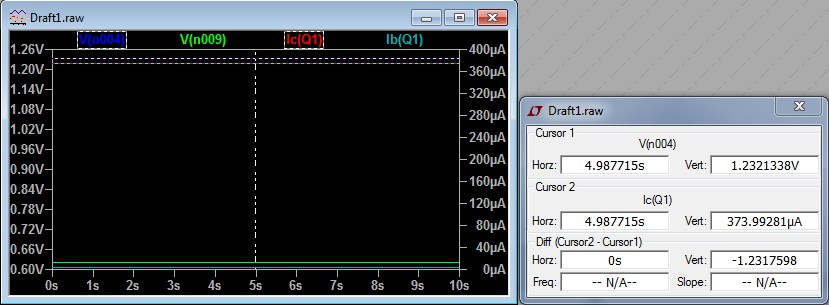 Draft1.raw
V(n004) V(n009) Ic(Q1) Ib(Q1)
1.26V 400µA
1.20V 360µA
1.14V 320µA
1.08V 280µA
1.02V 240µA
0.96V 200µA
0.90V 160µA
0.84V 120µA
0.78V
0.72V 80µA
0.66V 40µA
0.60V 0µA
0s 1s 2s 3s 4s 5s 6s 7s 8s 9s 10s
Draft1.raw
Cursor 1
V(n004)
Horz: 4.987715s Vert: 1.2321338V
Cursor 2
Ic(Q1)
Horz: 4.987715s Vert: 373.99281µA
Diff (Cursor2 - Cursor1)
Horz: 0s Vert: -1.2317598
Freq: -- N/A-- Slope: -- N/A--